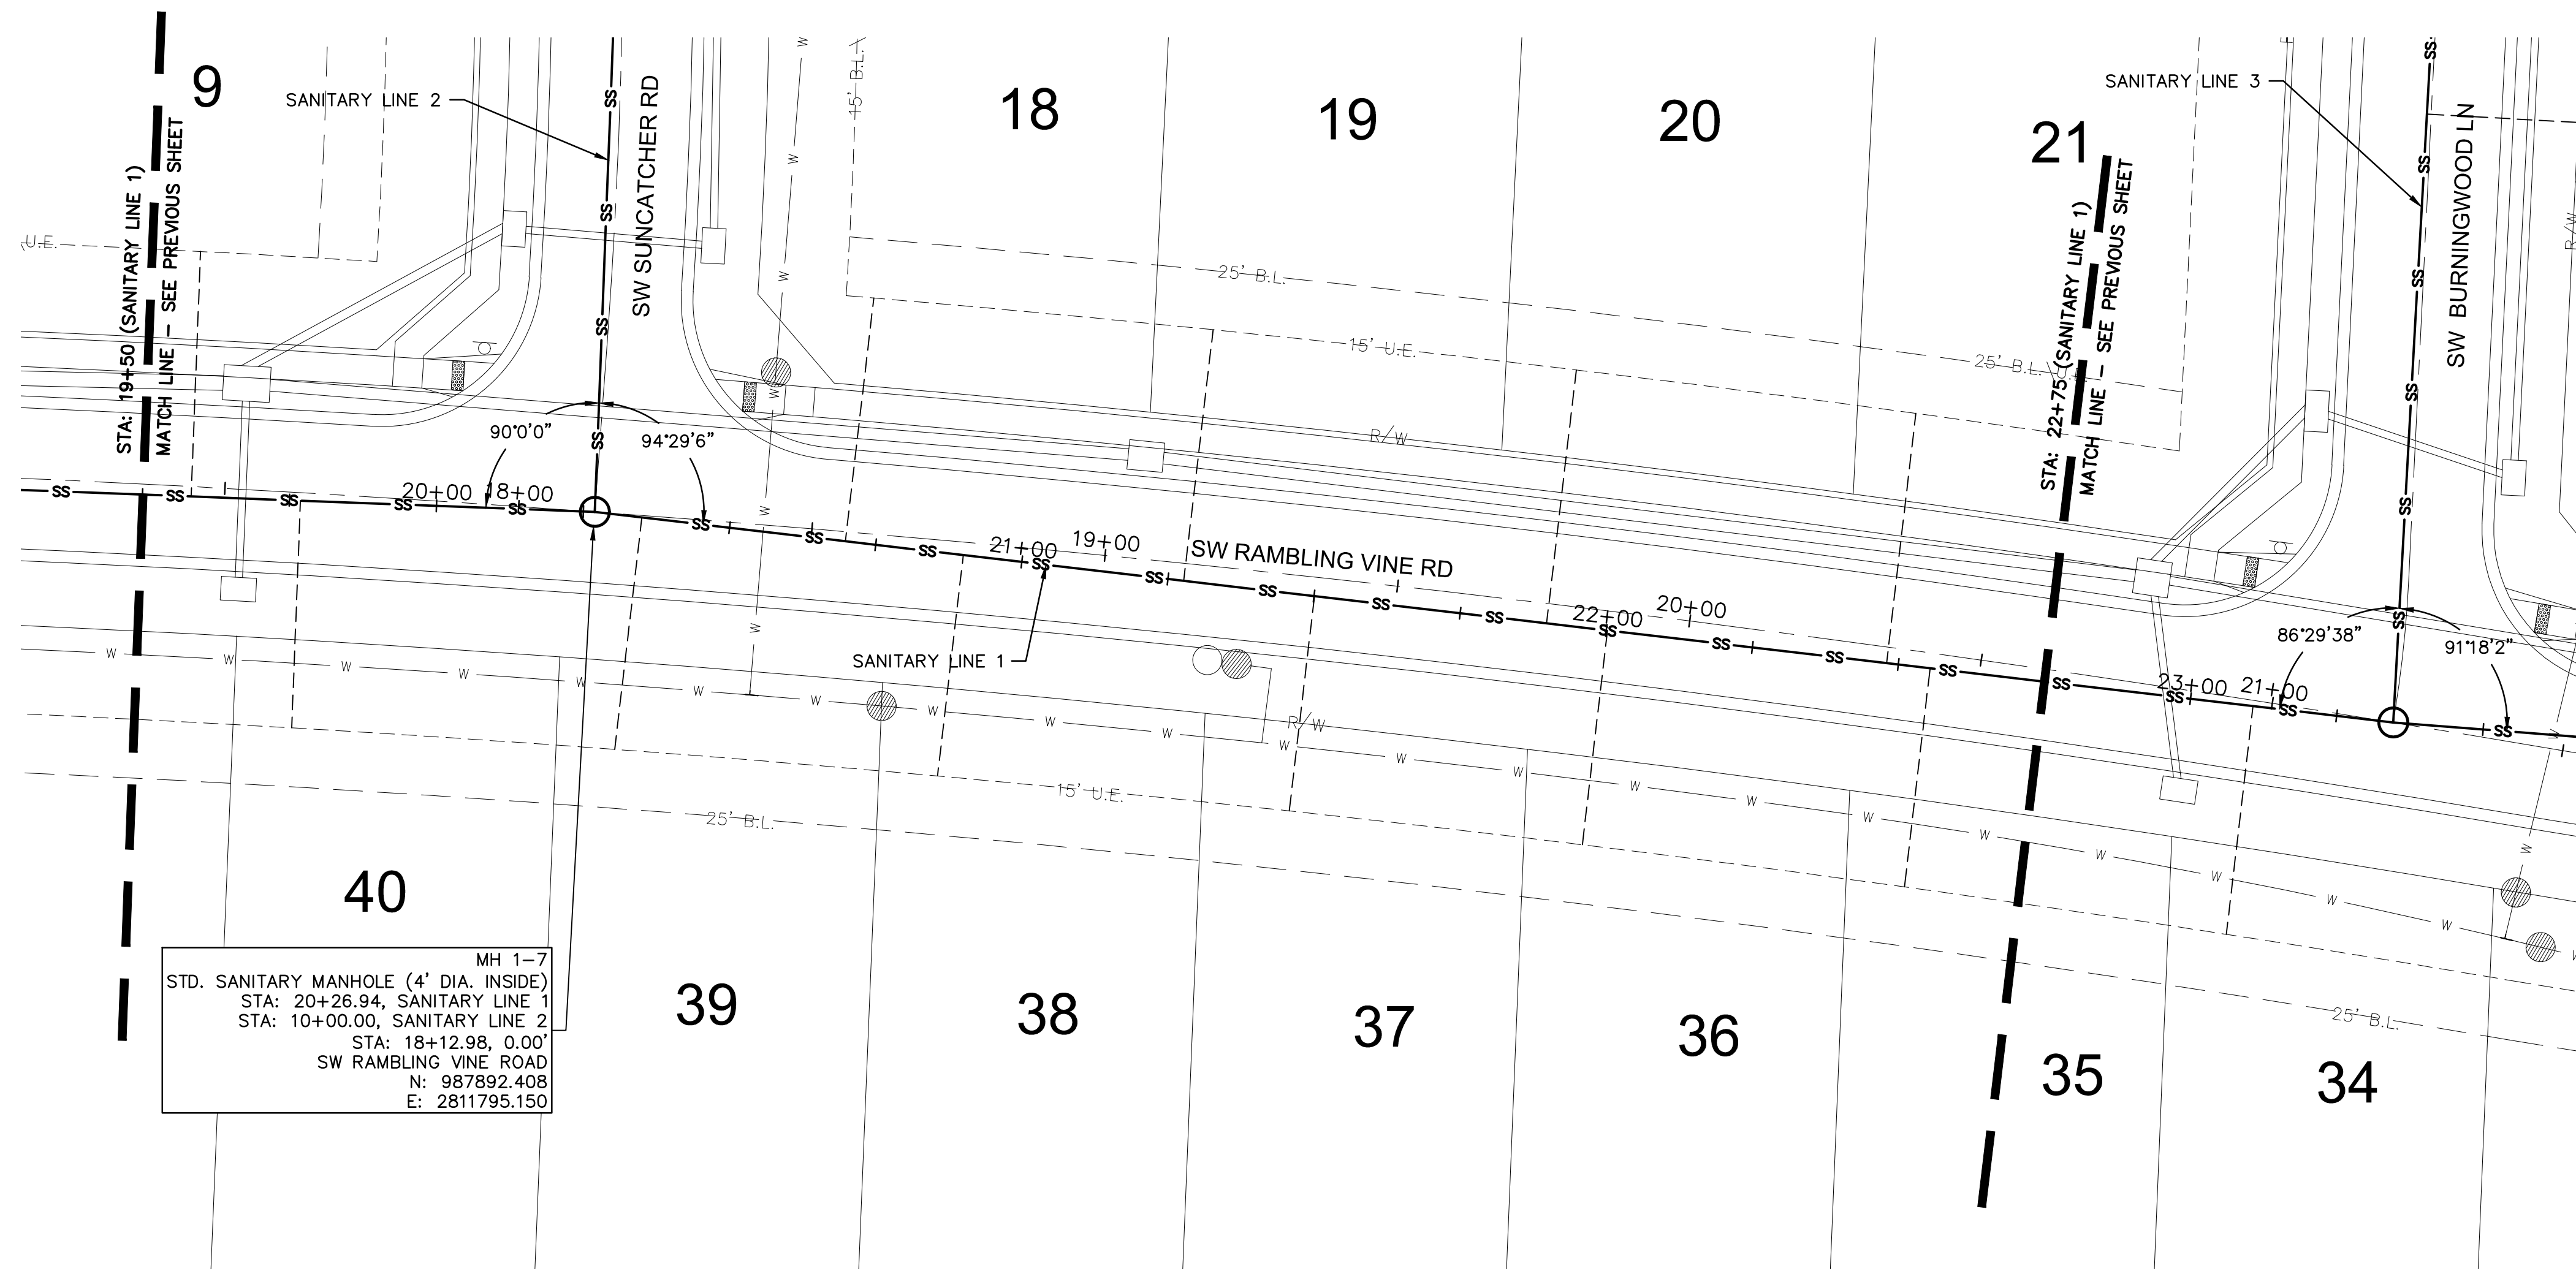 9
SANITARY LINE 2
SW SUNCATCHER RD
15' B.L.
18
19
20
21
SANITARY LINE 3
SW BURNINGWOOD LN
R/W
STA: 19+50 (SANITARY LINE 1)
MATCH LINE - SEE PREVIOUS SHEET
U.E.
25' B.L.
15' U.E.
25' B.L.
STA: 22+75 (SANITARY LINE 1)
MATCH LINE - SEE PREVIOUS SHEET
90°0'0"
94°29'6"
R/W
20+00
18+00
21+00
19+00
SW RAMBLING VINE RD
22+00
20+00
23+00
21+00
86°29'38"
91°18'2"
SANITARY LINE 1
R/W
15' U.E.
25' B.L.
25' B.L.
40
39
38
37
36
35
34
MH 1-7
STD. SANITARY MANHOLE (4' DIA. INSIDE)
STA: 20+26.94, SANITARY LINE 1
STA: 10+00.00, SANITARY LINE 2
STA: 18+12.98, 0.00'
SW RAMBLING VINE ROAD
N: 987892.408
E: 2811795.150